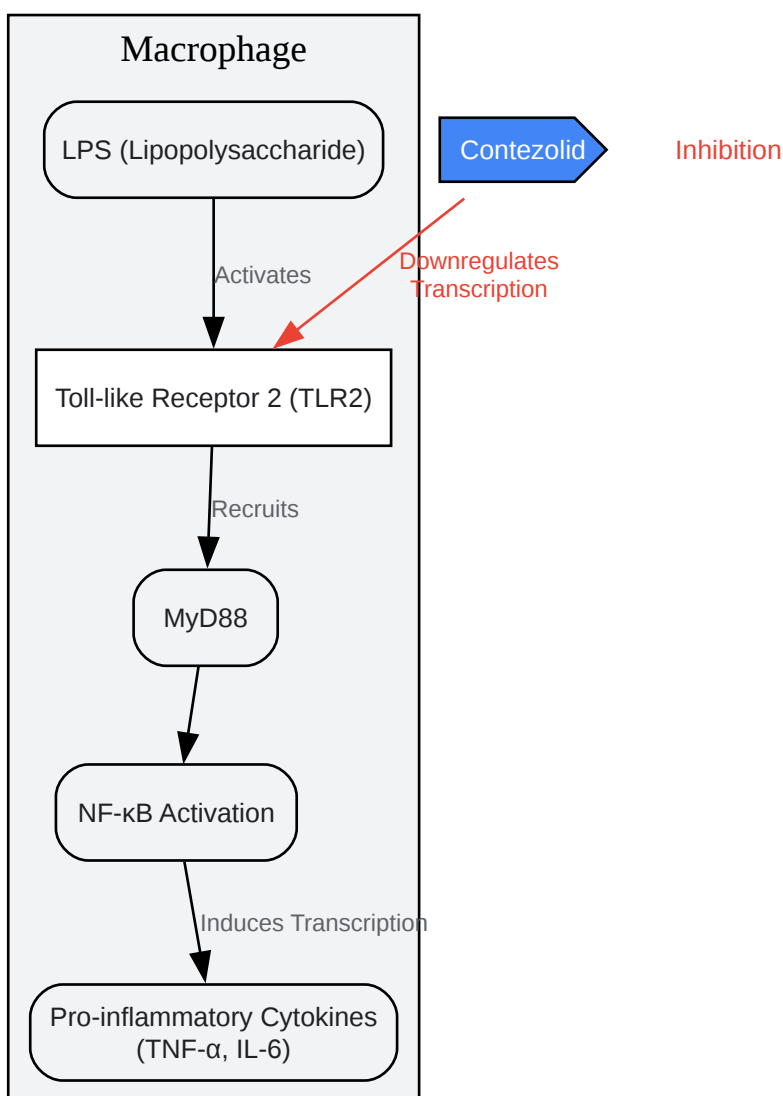 Macrophage
LPS (Lipopolysaccharide)
Contezolid
Inhibition
Activates
Downregulates
Transcription
Toll-like Receptor 2 (TLR2)
Recruits
MyD88
NF-κB Activation
Induces Transcription
Pro-inflammatory Cytokines
(TNF-α, IL-6)